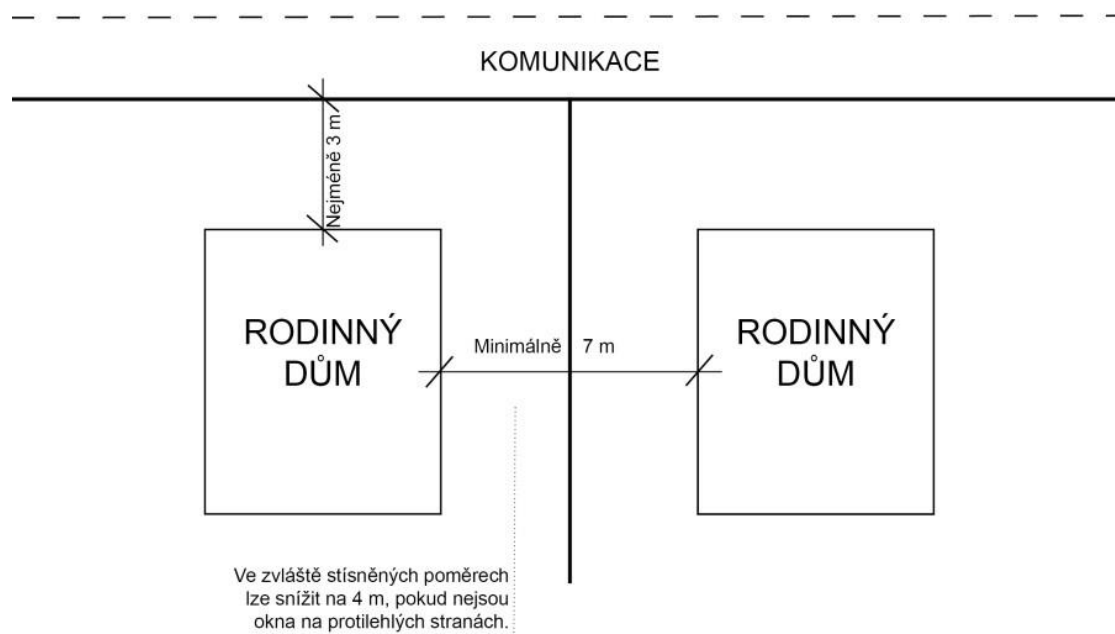 KOMUNIKACE
Nejméně 3 m
RODINNÝ
DŮM
Minimálně 7 m
RODINNÝ
DŮM
Ve zvláště stísněných poměrech
lze snížit na 4 m, pokud nejsou
okna na protilehlých stranách.